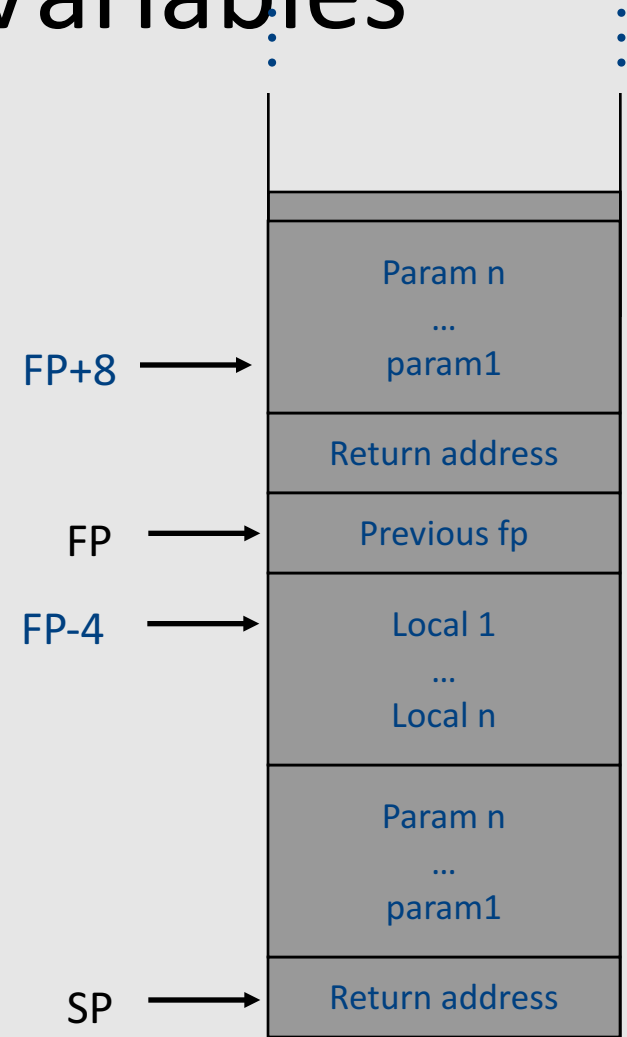 variables
Param n
...
FP+8 param1
Return address
FP Previous fp
FP-4 Local 1
...
Local n
Param n
...
param1
SP Return address